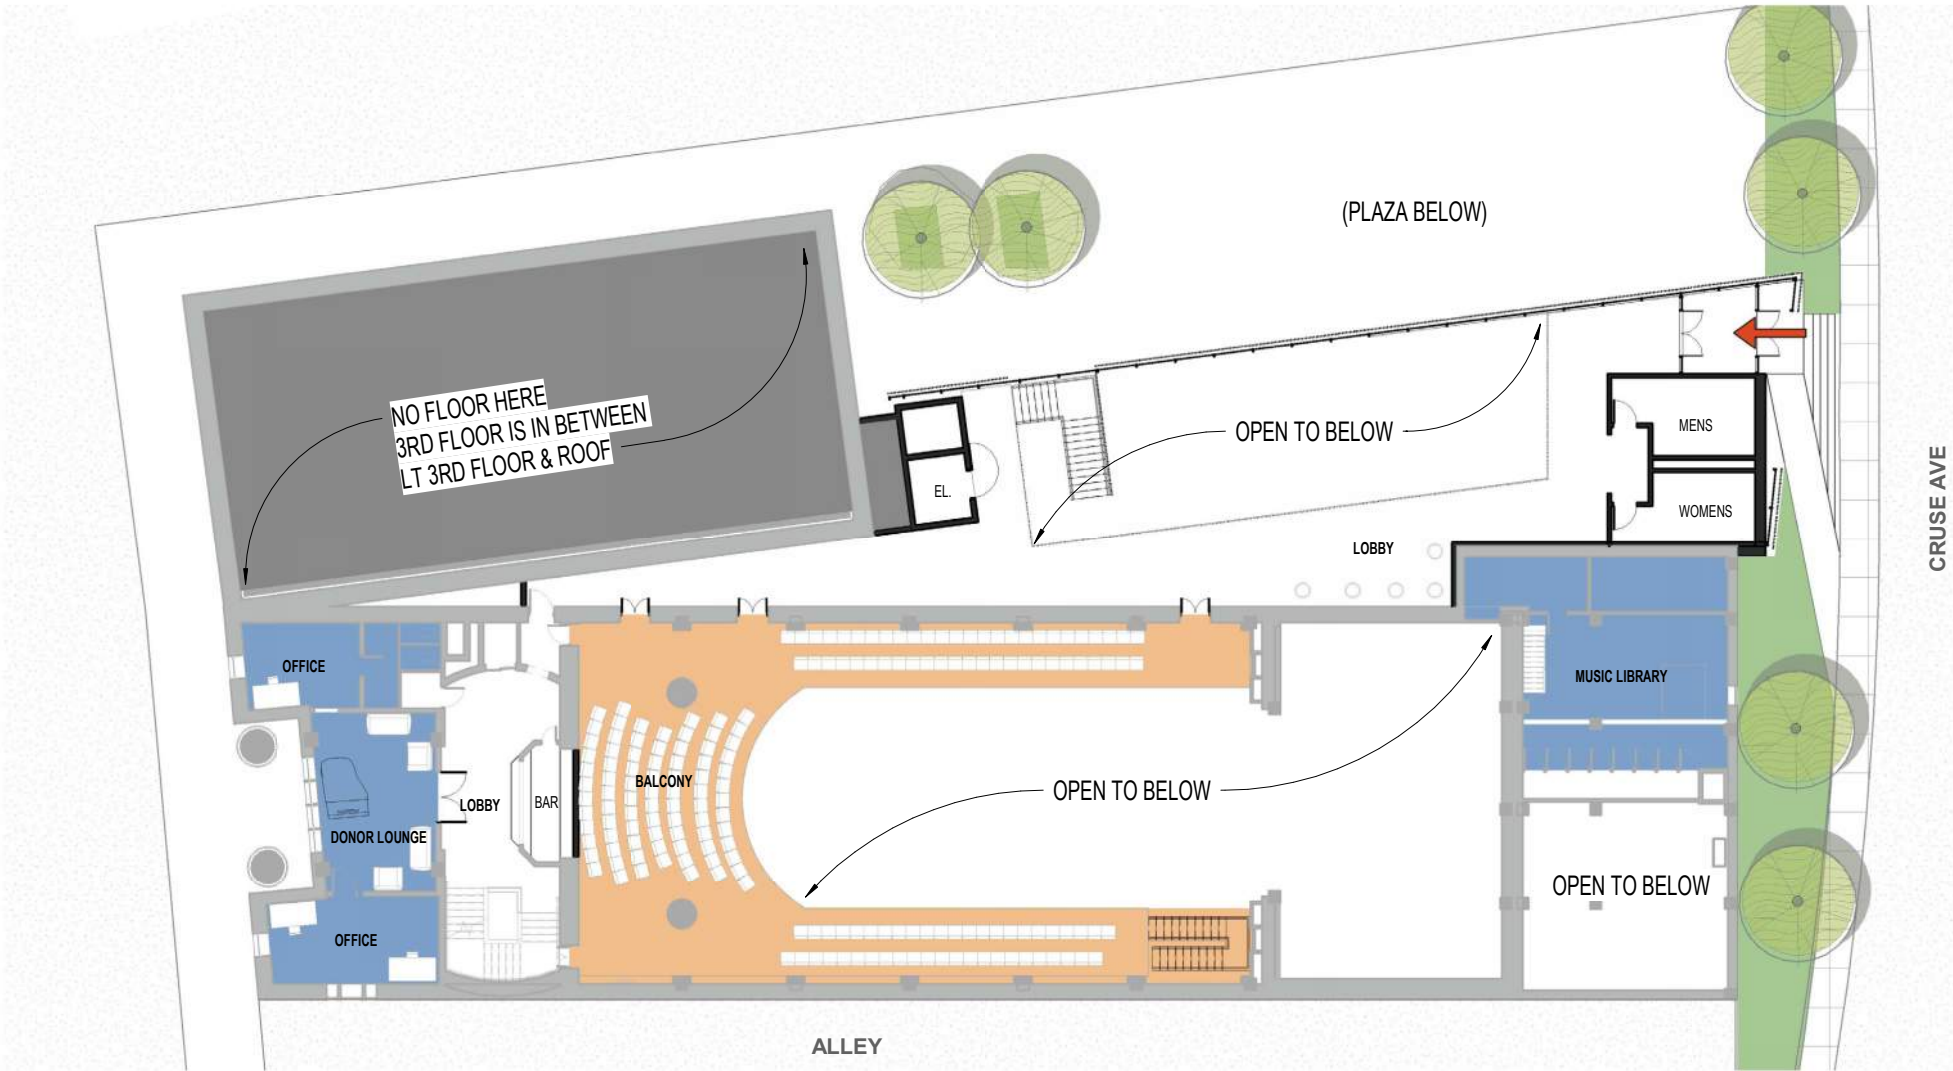 (PLAZA BELOW)
NO FLOOR HERE
3RD FLOOR IS IN BETWEEN
LT 3RD FLOOR & ROOF
OPEN TO BELOW
MENS
EL.
WOMENS
CRUSE AVE
LOBBY
OFFICE
MUSIC LIBRARY
BALCONY
OPEN TO BELOW
LOBBY
BAR
DONOR LOUNGE
OPEN TO BELOW
OFFICE
ALLEY